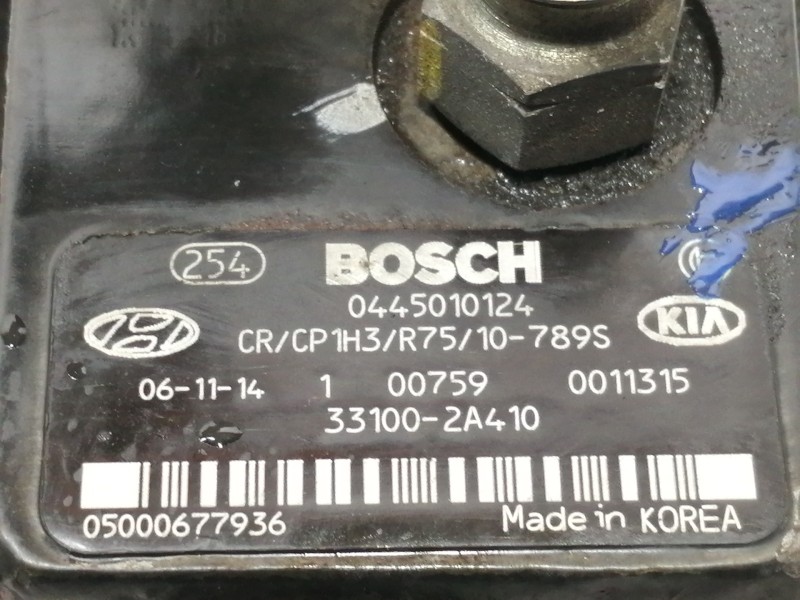 254 BOSCH
0445010124
KIA
CR/CP1H3/R75/10-789S
06-11-14 1 00759 0011315
33100-2A410
05000677936 Made in KOREA